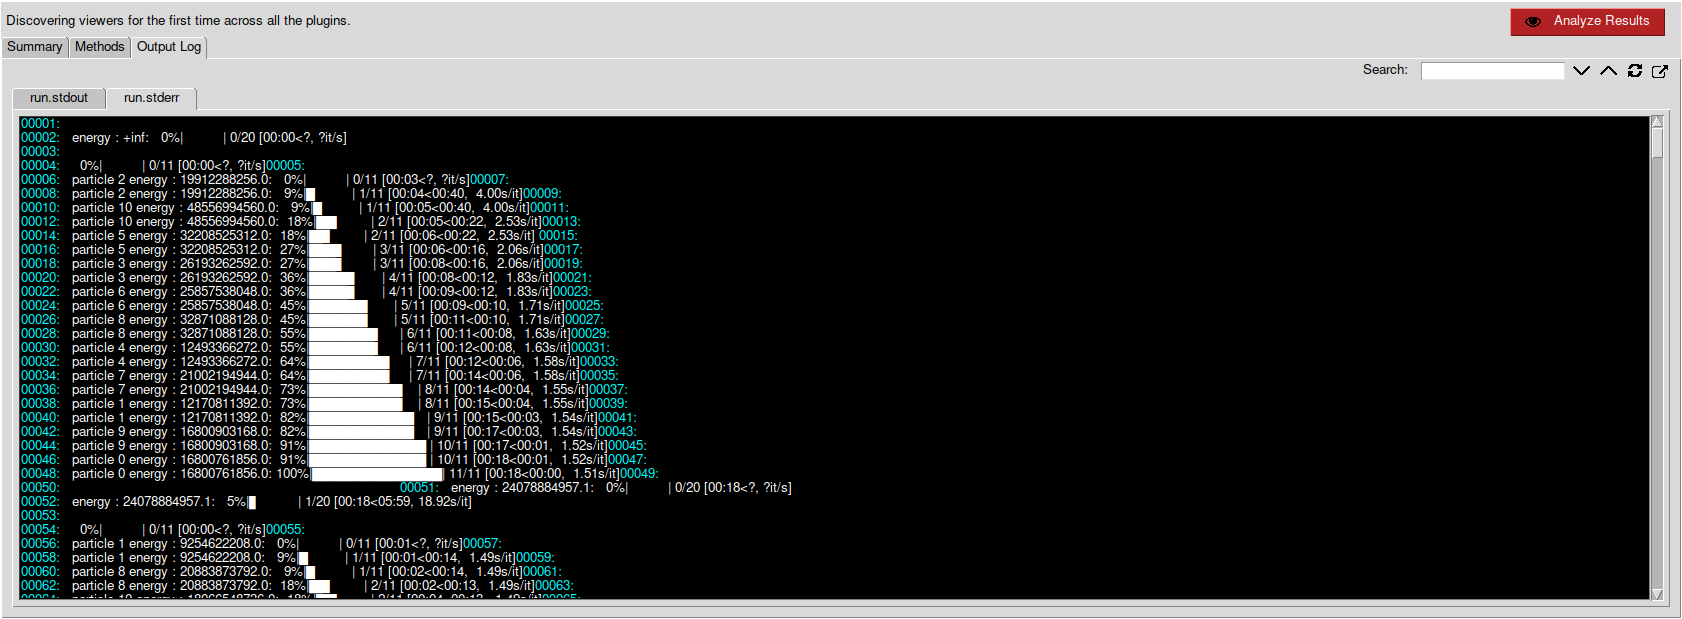 Discovering viewers for the first time across all the plugins.
Analyze Results
Summary Methods Output Log
Search:
run.stdout run.stderr
00001:
00002: energy : +inf: 0%| | 0/20 [00:00<?, ?it/s]
00003:
00004: 0%| | 0/11 [00:00<?, ?it/s]00005:
00006: particle 2 energy : 19912288256.0: 0%| | 0/11 [00:03<?, ?it/s]00007:
00008: particle 2 energy : 19912288256.0: 9%| | 1/11 [00:04<00:40, 4.00s/it]00009:
00010: particle 10 energy : 48556994560.0: 9%| | 1/11 [00:05<00:40, 4.00s/it]00011:
00012: particle 10 energy : 48556994560.0: 18%| | 2/11 [00:05<00:22, 2.53s/it]00013:
00014: particle 5 energy : 32208525312.0: 18%| | 2/11 [00:06<00:22, 2.53s/it] 00015:
00016: particle 5 energy : 32208525312.0: 27%| | 3/11 [00:06<00:16, 2.06s/it]00017:
00018: particle 3 energy : 26193262592.0: 27%| | 3/11 [00:08<00:16, 2.06s/it]00019:
00020: particle 3 energy : 26193262592.0: 36%| | 4/11 [00:08<00:12, 1.83s/it]00021:
00022: particle 6 energy : 25857538048.0: 36%| | 4/11 [00:09<00:12, 1.83s/it]00023:
00024: particle 6 energy : 25857538048.0: 45%| | 5/11 [00:09<00:10, 1.71s/it]00025:
00026: particle 8 energy : 32871088128.0: 45%| | 5/11 [00:11<00:10, 1.71s/it]00027:
00028: particle 8 energy : 32871088128.0: 55%| | 6/11 [00:11<00:08, 1.63s/it]00029:
00030: particle 4 energy : 12493366272.0: 55%| | 6/11 [00:12<00:08, 1.63s/it]00031:
00032: particle 4 energy : 12493366272.0: 64%| | 7/11 [00:12<00:06, 1.58s/it]00033:
00034: particle 7 energy : 21002194944.0: 64%| | 7/11 [00:14<00:06, 1.58s/it]00035:
00036: particle 7 energy : 21002194944.0: 73%| | 8/11 [00:14<00:04, 1.55s/it]00037:
00038: particle 1 energy : 12170811392.0: 73%| | 8/11 [00:15<00:04, 1.55s/it]00039:
00040: particle 1 energy : 12170811392.0: 82%| | 9/11 [00:15<00:03, 1.54s/it]00041:
00042: particle 9 energy : 16800903168.0: 82%| | 9/11 [00:17<00:03, 1.54s/it]00043:
00044: particle 9 energy : 16800903168.0: 91%| | 10/11 [00:17<00:01, 1.52s/it]00045:
00046: particle 0 energy : 16800761856.0: 91%| | 10/11 [00:18<00:01, 1.52s/it]00047:
00048: particle 0 energy : 16800761856.0: 100%| | 11/11 [00:18<00:00, 1.51s/it]00049:
00050: 00051: energy : 24078884957.1: 0%| | 0/20 [00:18<?, ?it/s]
00052: energy : 24078884957.1: 5%| | 1/20 [00:18<05:59, 18.92s/it]
00053:
00054: 0%| | 0/11 [00:00<?, ?it/s]00055:
00056: particle 1 energy : 9254622208.0: 0%| | 0/11 [00:01<?, ?it/s]00057:
00058: particle 1 energy : 9254622208.0: 9%| | 1/11 [00:01<00:14, 1.49s/it]00059:
00060: particle 8 energy : 20883873792.0: 9%| | 1/11 [00:02<00:14, 1.49s/it]00061:
00062: particle 8 energy : 20883873792.0: 18%| | 2/11 [00:02<00:13, 1.49s/it]00063: